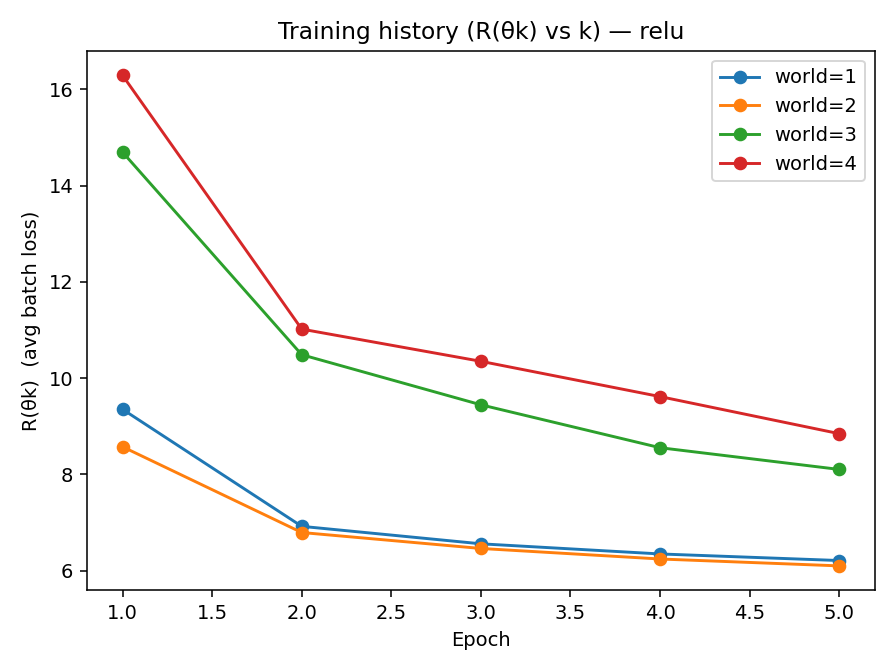 Training history (R(θk) vs k) — relu
world=1
world=2
world=3
world=4
R(θk)  (avg batch loss)
16
14
12
10
8
6
1.0 1.5 2.0 2.5 3.0 3.5 4.0 4.5 5.0
Epoch